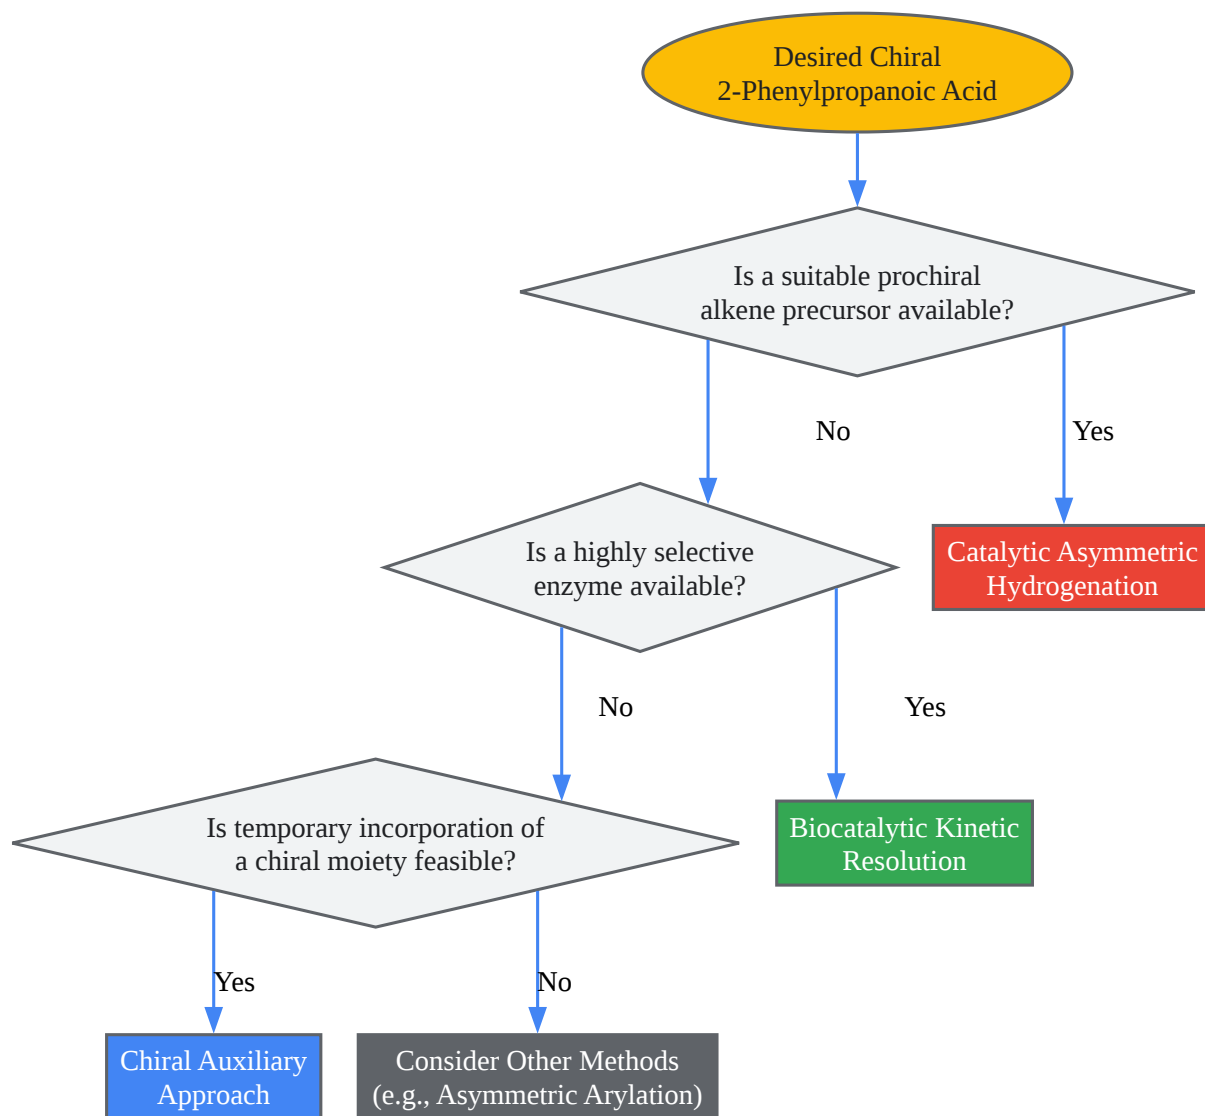 Desired Chiral
2-Phenylpropanoic Acid
Is a suitable prochiral
alkene precursor available?
No
Yes
Is a highly selective
enzyme available?
Catalytic Asymmetric
Hydrogenation
No
Yes
Is temporary incorporation of
a chiral moiety feasible?
Biocatalytic Kinetic
Resolution
Yes
No
Chiral Auxiliary
Approach
Consider Other Methods
(e.g., Asymmetric Arylation)